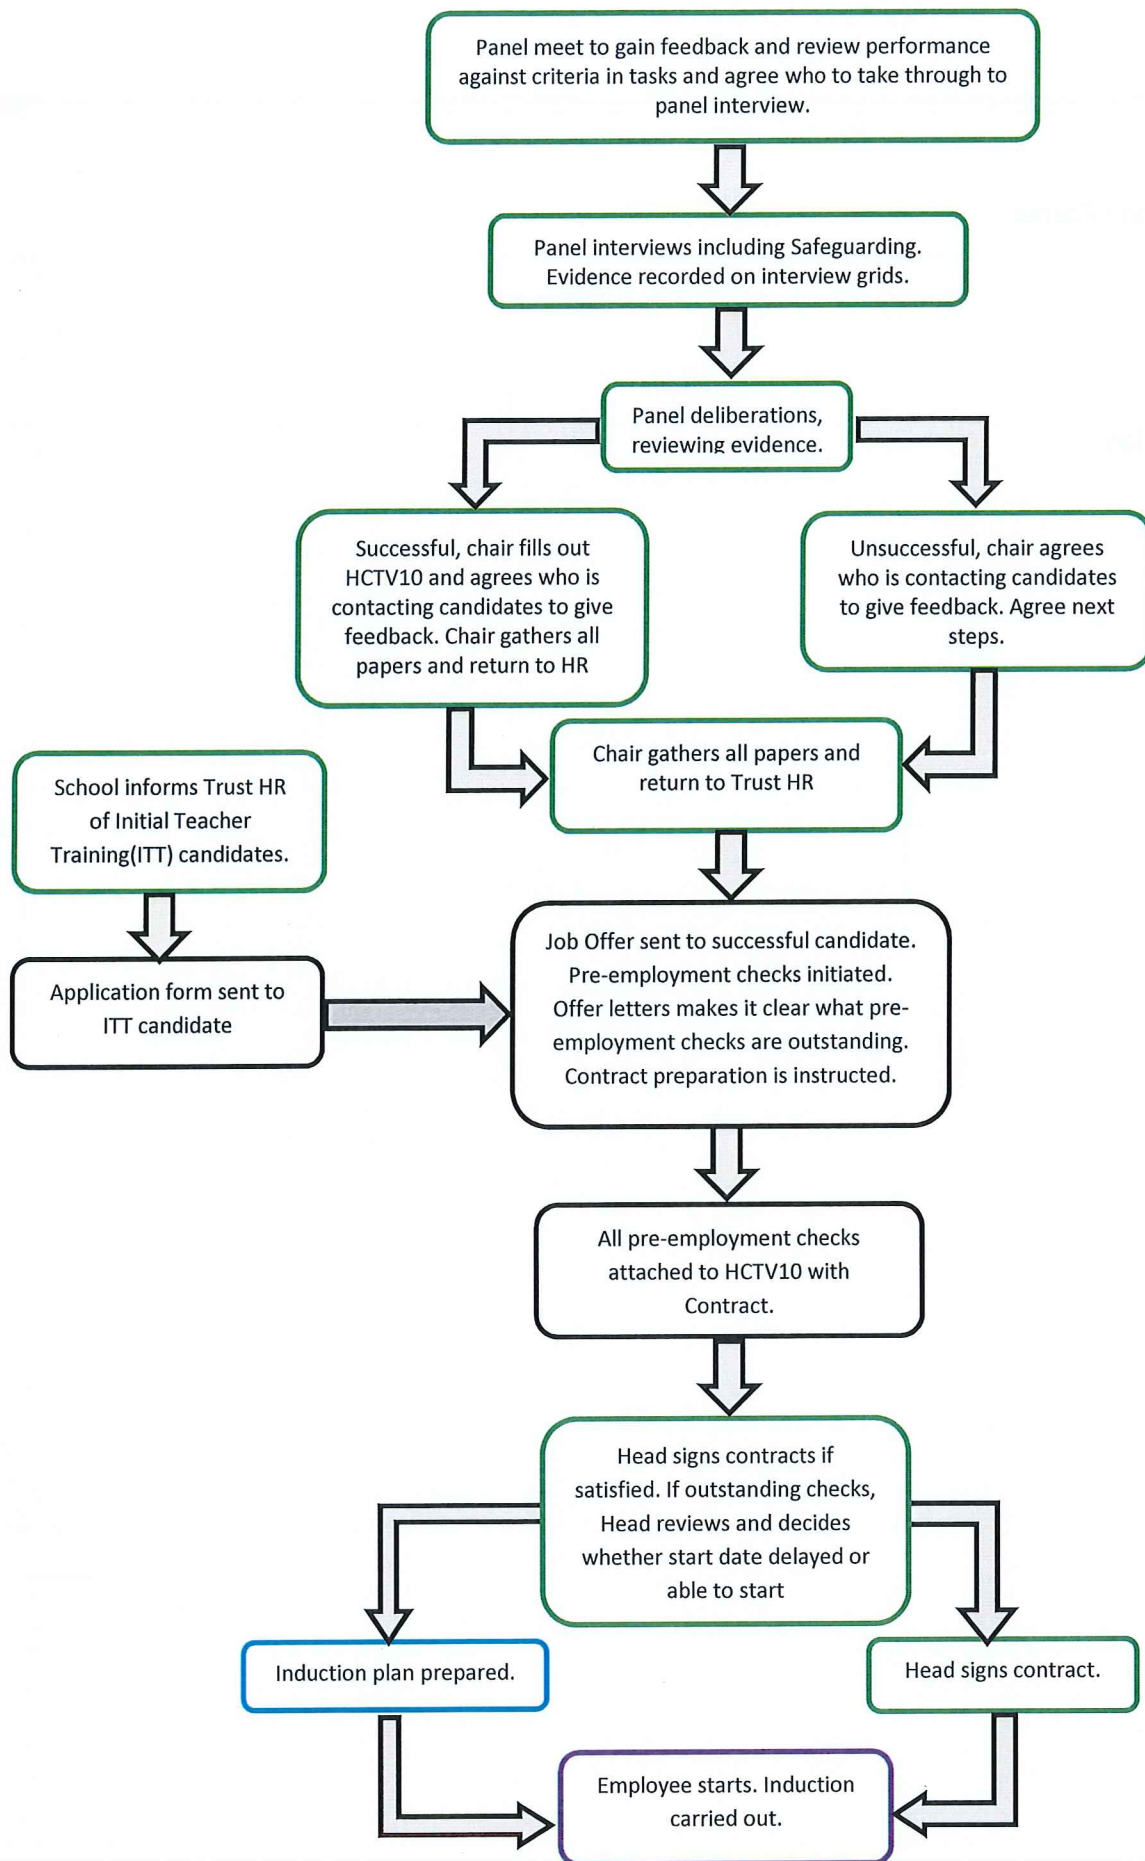 Panel meet to gain feedback and review performance
against criteria in tasks and agree who to take through to
panel interview.
Panel interviews including Safeguarding.
Evidence recorded on interview grids.
Panel deliberations,
reviewing evidence.
Successful, chair fills out
HCTV10 and agrees who is
contacting candidates to give
feedback. Chair gathers all
papers and return to HR
Unsuccessful, chair agrees
who is contacting candidates
to give feedback. Agree next
steps.
Chair gathers all papers and
return to Trust HR
School informs Trust HR
of Initial Teacher
Training(ITT) candidates.
Application form sent to
ITT candidate
Job Offer sent to successful candidate.
Pre-employment checks initiated.
Offer letters makes it clear what pre-
employment checks are outstanding.
Contract preparation is instructed.
All pre-employment checks
attached to HCTV10 with
Contract.
Head signs contracts if
satisfied. If outstanding checks,
Head reviews and decides
whether start date delayed or
able to start
Induction plan prepared.
Head signs contract.
Employee starts. Induction
carried out.